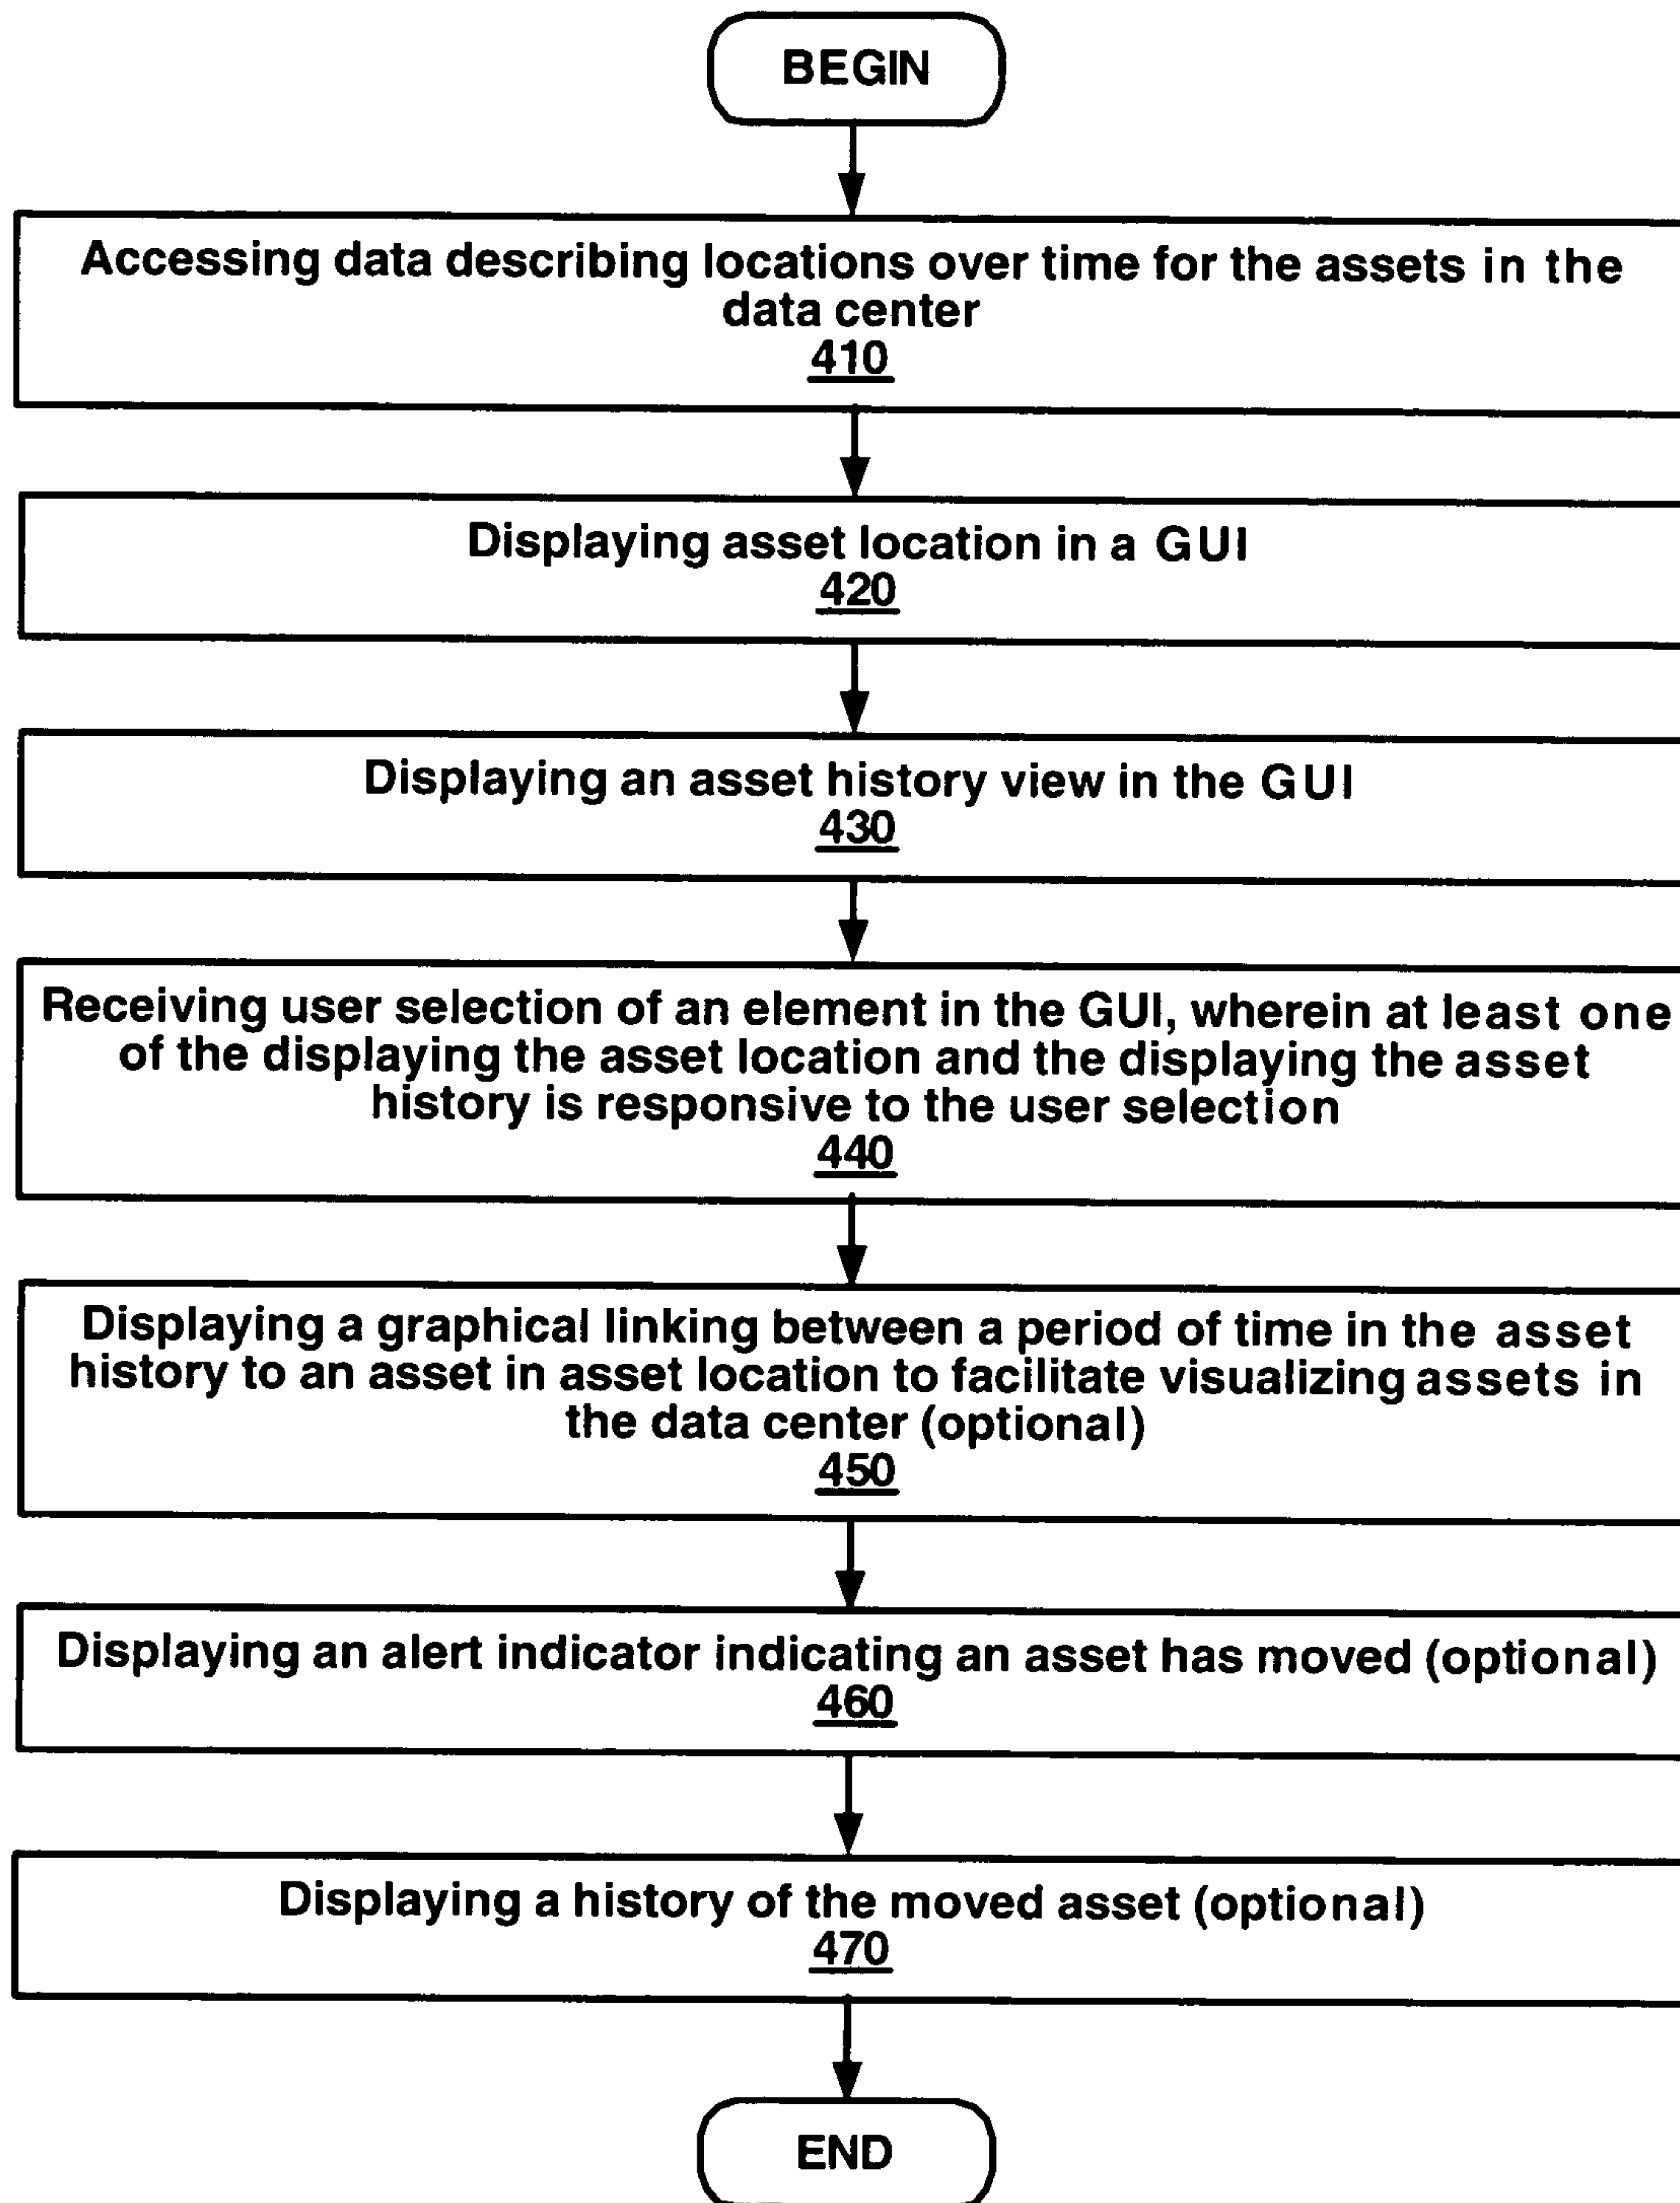 BEGIN
Accessing data describing locations over time for the assets in the
data center
410
Displaying asset location in a GUI
420
Displaying an asset history view in the GUI
430
Receiving user selection of an element in the GUI, wherein at least one
of the displaying the asset location and the displaying the asset
history is responsive to the user selection
440
Displaying a graphical linking between a period of time in the asset
history to an asset in asset location to facilitate visualizing assets in
the data center (optional)
450
Displaying an alert indicator indicating an asset has moved (optional)
460
Displaying a history of the moved asset (optional)
470
END